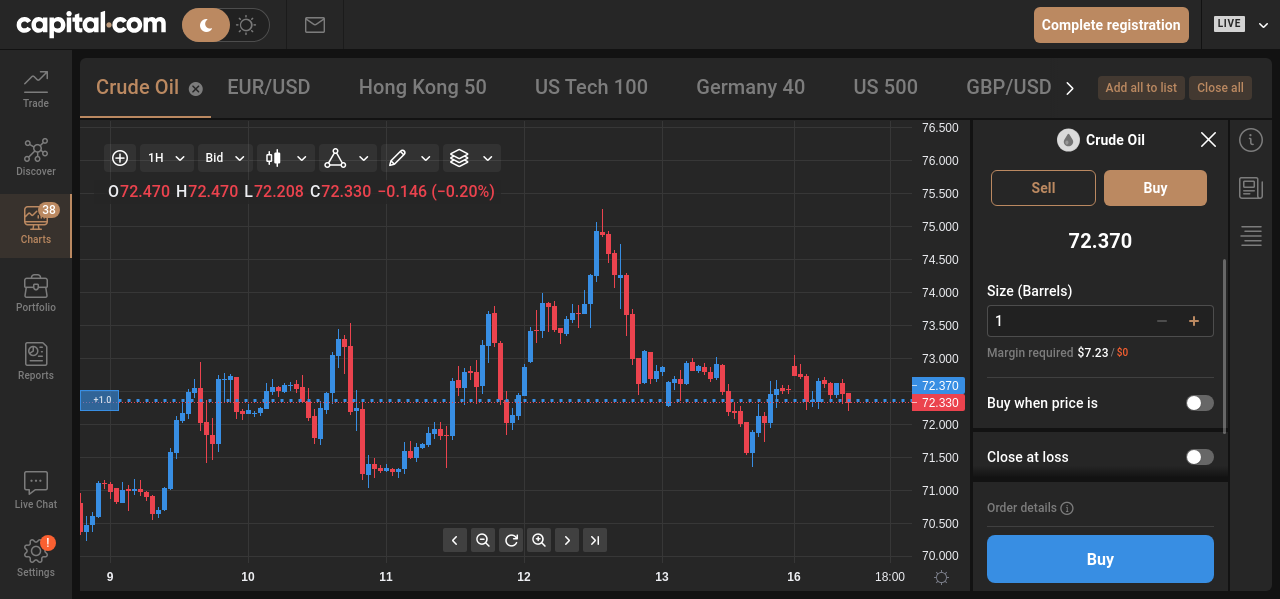 capital.com
Complete registration
LIVE
Trade
Discover
38
Charts
Portfolio
Reports
Live Chat
!
Settings
Crude Oil
EUR/USD
Hong Kong 50
US Tech 100
Germany 40
US 500
GBP/USD
Add all to list
Close all
1H
Bid
O72.470 H72.470 L72.208 C72.330 −0.146 (−0.20%)
76.500
76.000
75.500
75.000
74.500
74.000
73.500
73.000
72.370
72.330
72.000
71.500
71.000
70.500
70.000
+1.0
9
10
11
12
13
16
18:00
Crude Oil
Sell
Buy
72.370
Size (Barrels)
1
Margin required $7.23 / $0
Buy when price is
Close at loss
Order details
Buy